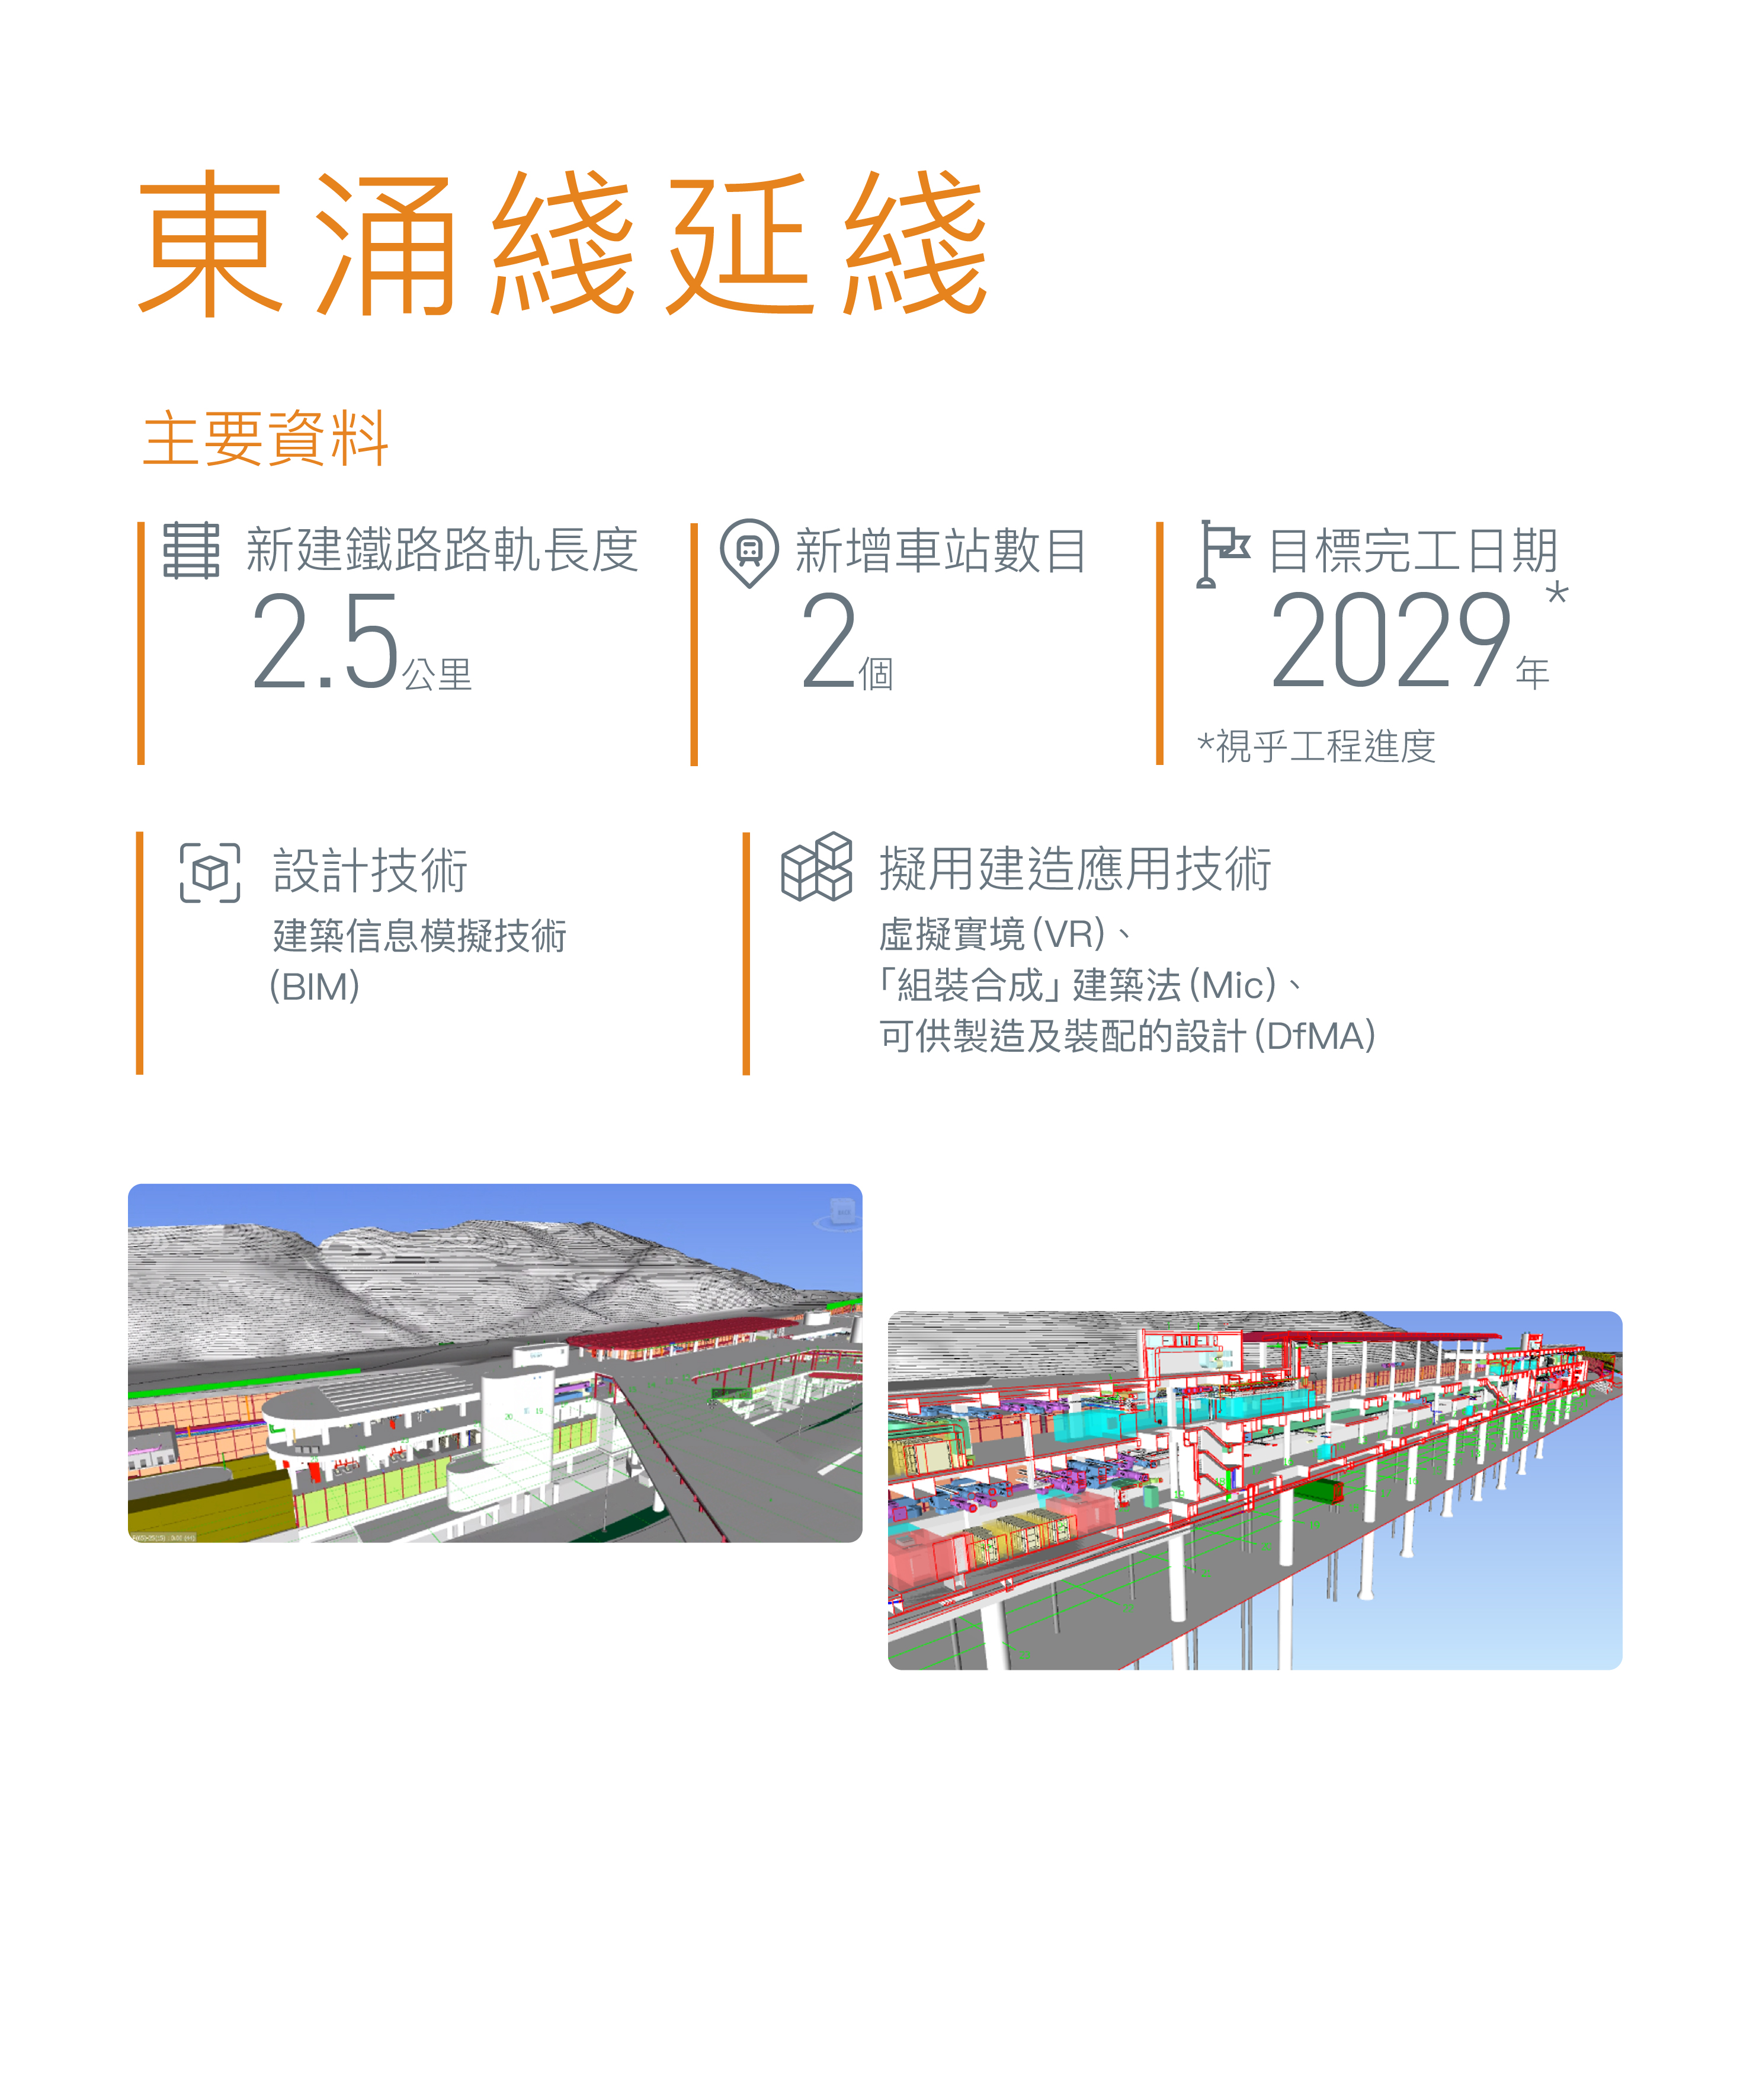 東涌綫延綫
主要資料
新建鐵路路軌長度
2.5公里
新增車站數目
2個
目標完工日期
2029年*
*視乎工程進度
設計技術
建築信息模擬技術
(BIM)
擬用建造應用技術
虛擬實境(VR)、
「組裝合成」建築法(Mic)、
可供製造及裝配的設計(DfMA)